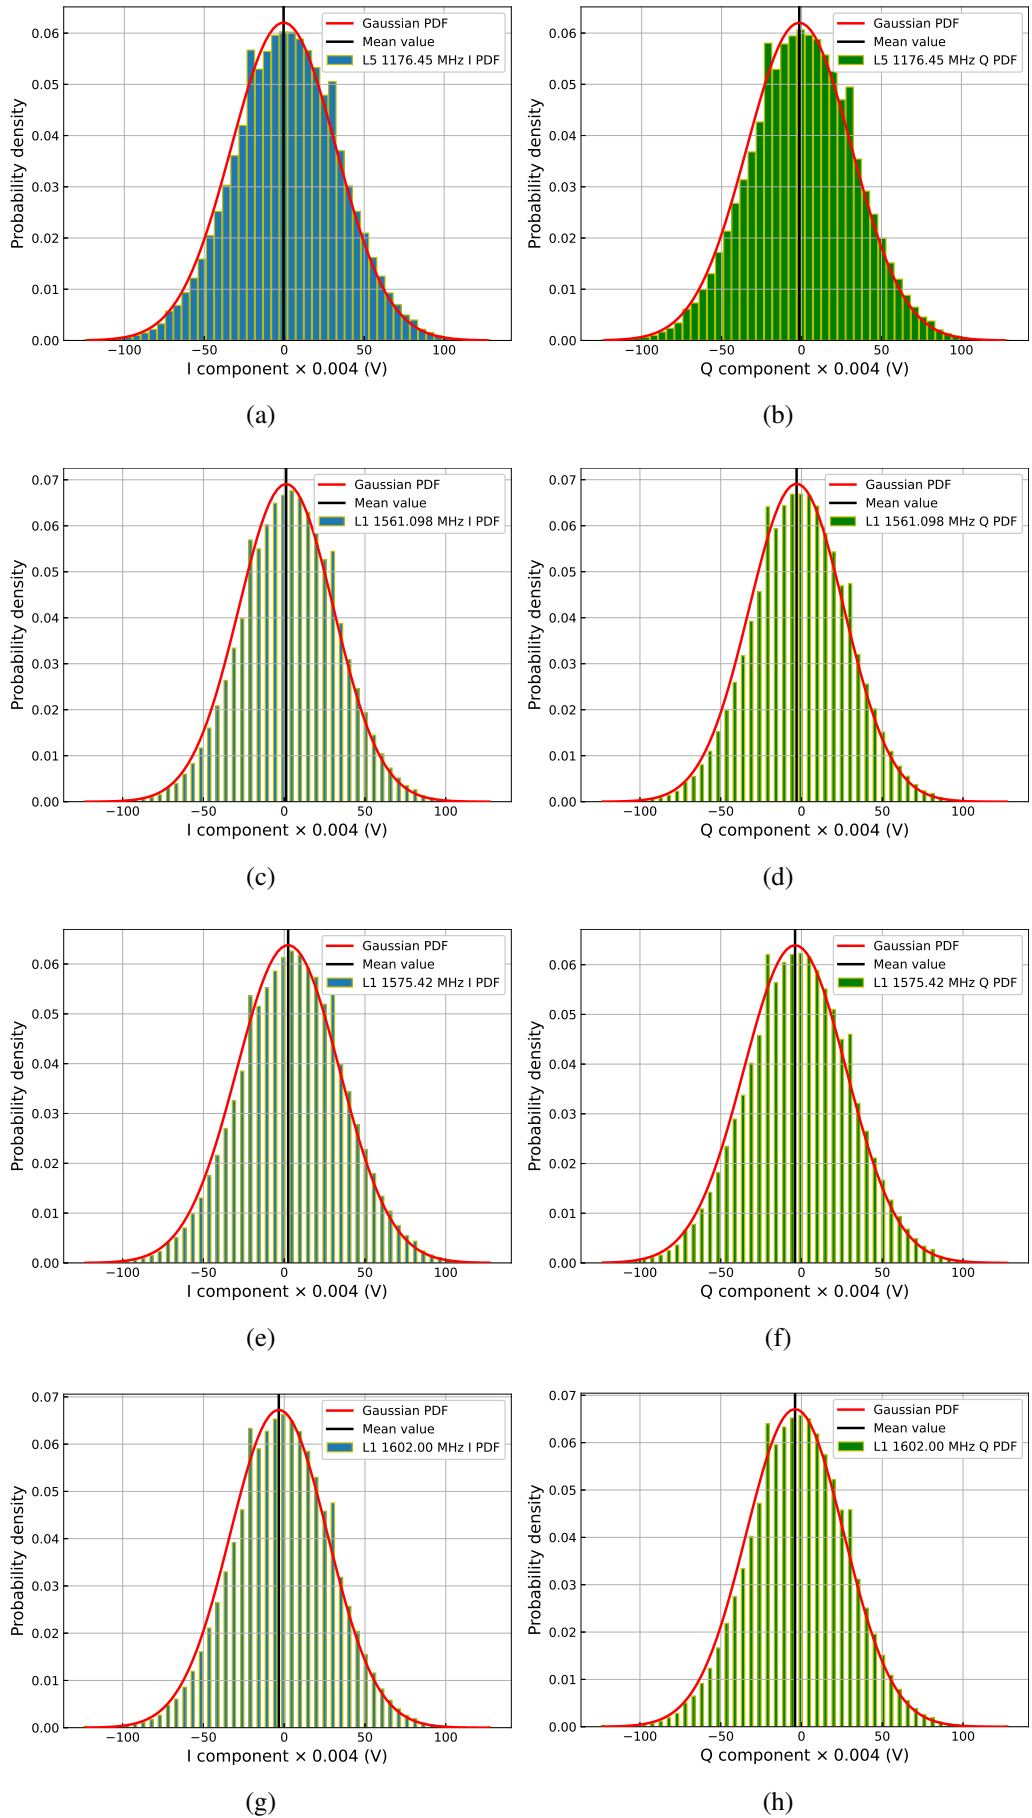 Gaussian PDF
Mean value
L5 1176.45 MHz I PDF
Probability density
0.06
0.05
0.04
0.03
0.02
0.01
0.00
−100 −50 0 50 100
I component × 0.004 (V)
(a)
Gaussian PDF
Mean value
L5 1176.45 MHz Q PDF
Probability density
0.06
0.05
0.04
0.03
0.02
0.01
0.00
−100 −50 0 50 100
Q component × 0.004 (V)
(b)
Gaussian PDF
Mean value
L1 1561.098 MHz I PDF
Probability density
0.07
0.06
0.05
0.04
0.03
0.02
0.01
0.00
−100 −50 0 50 100
I component × 0.004 (V)
(c)
Gaussian PDF
Mean value
L1 1561.098 MHz Q PDF
Probability density
0.07
0.06
0.05
0.04
0.03
0.02
0.01
0.00
−100 −50 0 50 100
Q component × 0.004 (V)
(d)
Gaussian PDF
Mean value
L1 1575.42 MHz I PDF
Probability density
0.06
0.05
0.04
0.03
0.02
0.01
0.00
−100 −50 0 50 100
I component × 0.004 (V)
(e)
Gaussian PDF
Mean value
L1 1575.42 MHz Q PDF
Probability density
0.06
0.05
0.04
0.03
0.02
0.01
0.00
−100 −50 0 50 100
Q component × 0.004 (V)
(f)
Gaussian PDF
Mean value
L1 1602.00 MHz I PDF
Probability density
0.07
0.06
0.05
0.04
0.03
0.02
0.01
0.00
−100 −50 0 50 100
I component × 0.004 (V)
(g)
Gaussian PDF
Mean value
L1 1602.00 MHz Q PDF
Probability density
0.07
0.06
0.05
0.04
0.03
0.02
0.01
0.00
−100 −50 0 50 100
Q component × 0.004 (V)
(h)